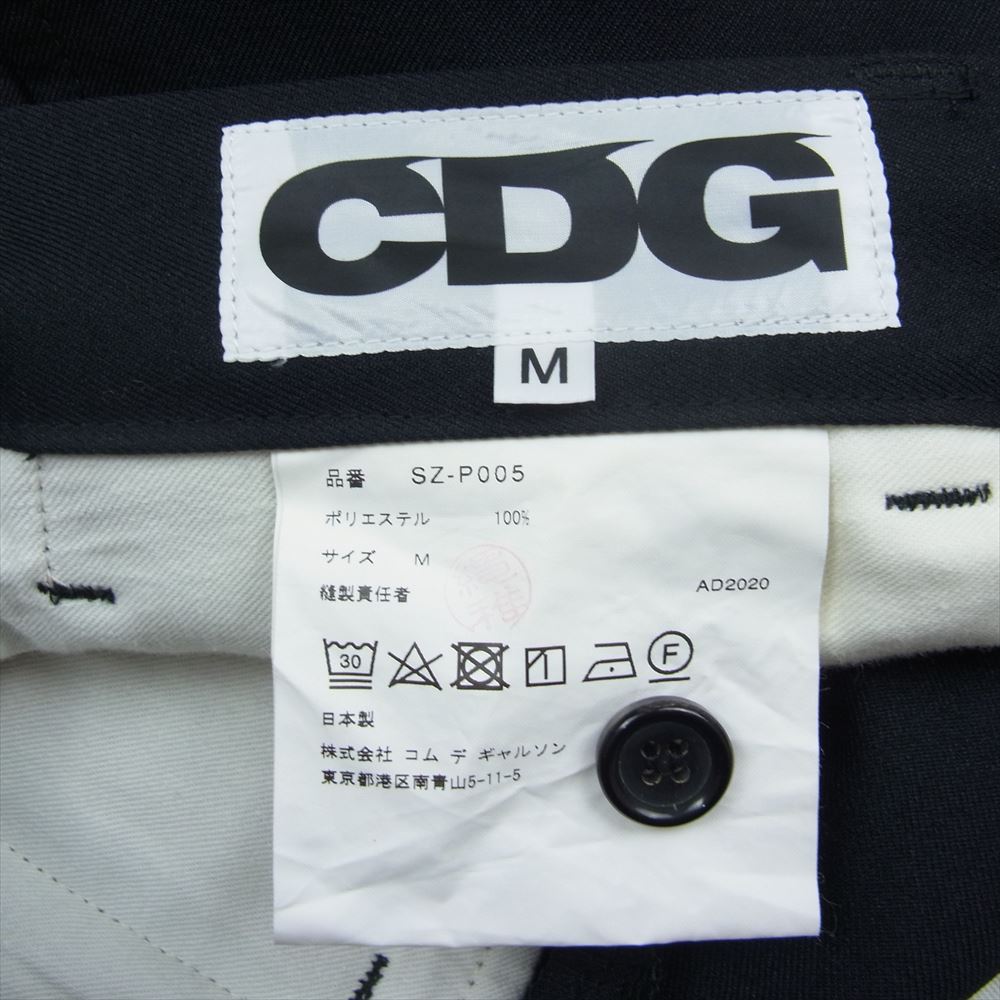 CDG
M
品番 SZ-P005
ポリエステル 100%
サイズ M
縫製責任者
AD2020
30 F
日本製
株式会社 コム デ ギャルソン
東京都港区南青山5-11-5